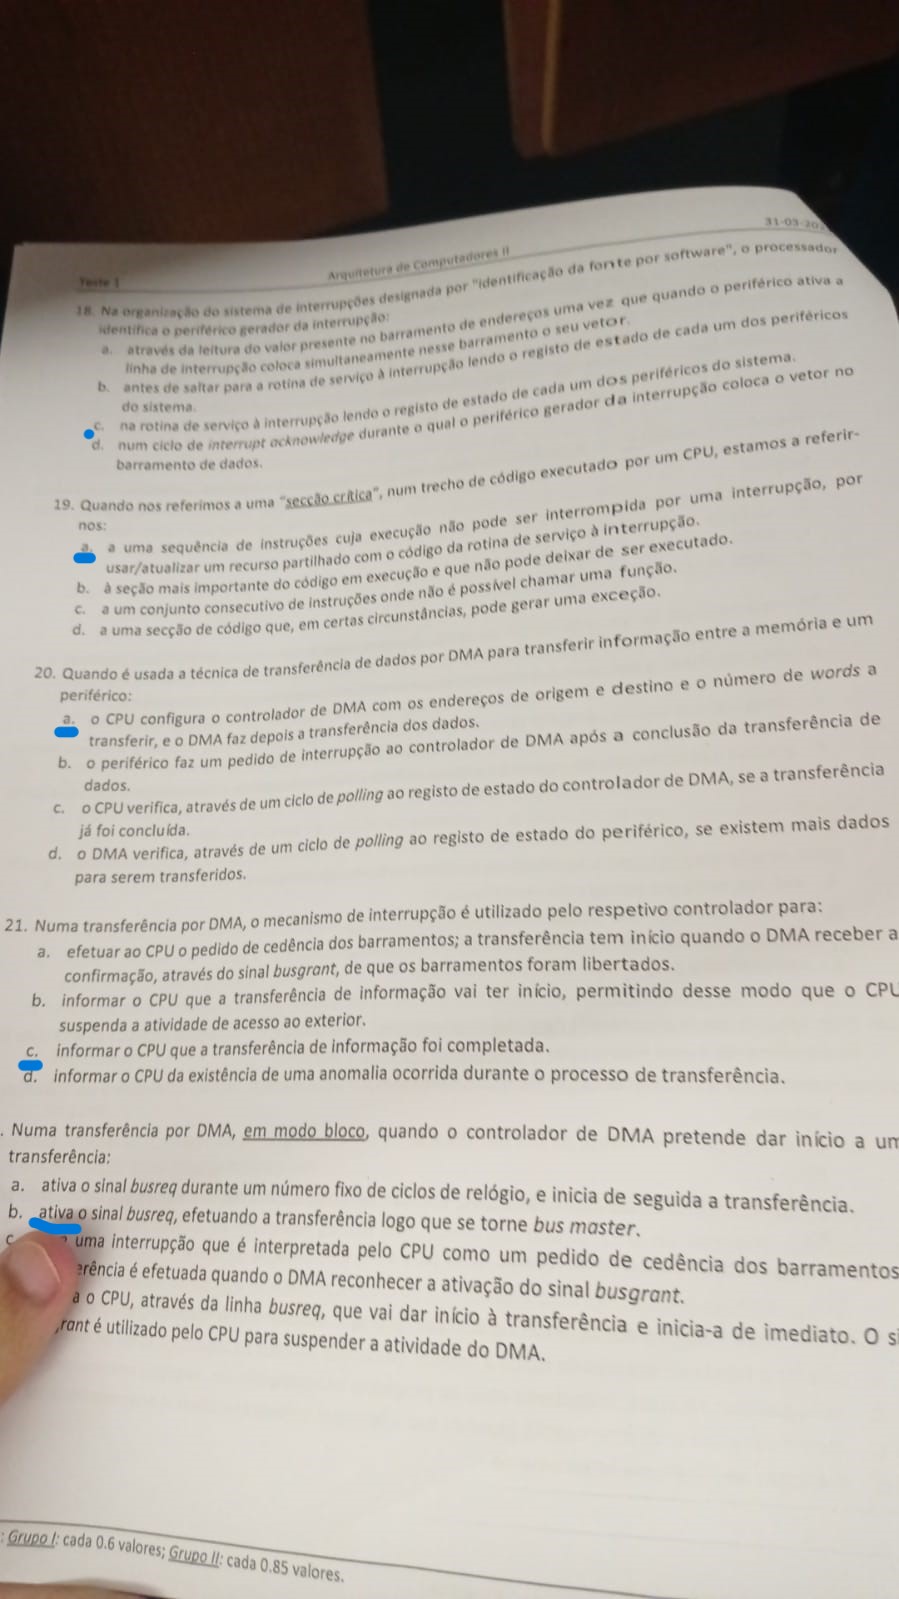 31-03-20
Teste 1
Arquitetura de Computadores II
18. Na organização do sistema de interrupções designada por "identificação da fonte por software", o processador
identifica o periférico gerador da interrupção:
a. através da leitura do valor presente no barramento de endereços uma vez que quando o periférico ativa a
linha de interrupção coloca simultaneamente nesse barramento o seu vetor.
b. antes de saltar para a rotina de serviço à interrupção lendo o registo de estado de cada um dos periféricos
do sistema.
c. na rotina de serviço à interrupção lendo o registo de estado de cada um dos periféricos do sistema.
d. num ciclo de interrupt acknowledge durante o qual o periférico gerador da interrupção coloca o vetor no
barramento de dados.
19. Quando nos referimos a uma "secção crítica", num trecho de código executado por um CPU, estamos a referir-
nos:
a. a uma sequência de instruções cuja execução não pode ser interrompida por uma interrupção, por
usar/atualizar um recurso partilhado com o código da rotina de serviço à interrupção.
b. à seção mais importante do código em execução e que não pode deixar de ser executado.
c. a um conjunto consecutivo de instruções onde não é possível chamar uma função.
d. a uma secção de código que, em certas circunstâncias, pode gerar uma exceção.
20. Quando é usada a técnica de transferência de dados por DMA para transferir informação entre a memória e um
periférico:
a. o CPU configura o controlador de DMA com os endereços de origem e destino e o número de words a
transferir, e o DMA faz depois a transferência dos dados.
b. o periférico faz um pedido de interrupção ao controlador de DMA após a conclusão da transferência de
dados.
c. o CPU verifica, através de um ciclo de polling ao registo de estado do controlador de DMA, se a transferência
já foi concluída.
d. o DMA verifica, através de um ciclo de polling ao registo de estado do periférico, se existem mais dados
para serem transferidos.
21. Numa transferência por DMA, o mecanismo de interrupção é utilizado pelo respetivo controlador para:
a. efetuar ao CPU o pedido de cedência dos barramentos; a transferência tem início quando o DMA receber a
confirmação, através do sinal busgrant, de que os barramentos foram libertados.
b. informar o CPU que a transferência de informação vai ter início, permitindo desse modo que o CPU
suspenda a atividade de acesso ao exterior.
c. informar o CPU que a transferência de informação foi completada.
d. informar o CPU da existência de uma anomalia ocorrida durante o processo de transferência.
. Numa transferência por DMA, em modo bloco, quando o controlador de DMA pretende dar início a um
transferência:
a. ativa o sinal busreq durante um número fixo de ciclos de relógio, e inicia de seguida a transferência.
b. ativa o sinal busreq, efetuando a transferência logo que se torne bus master.
uma interrupção que é interpretada pelo CPU como um pedido de cedência dos barramentos
erência é efetuada quando o DMA reconhecer a ativação do sinal busgrant.
a o CPU, através da linha busreq, que vai dar início à transferência e inicia-a de imediato. O si
rant é utilizado pelo CPU para suspender a atividade do DMA.
: Grupo I: cada 0.6 valores; Grupo II: cada 0.85 valores.